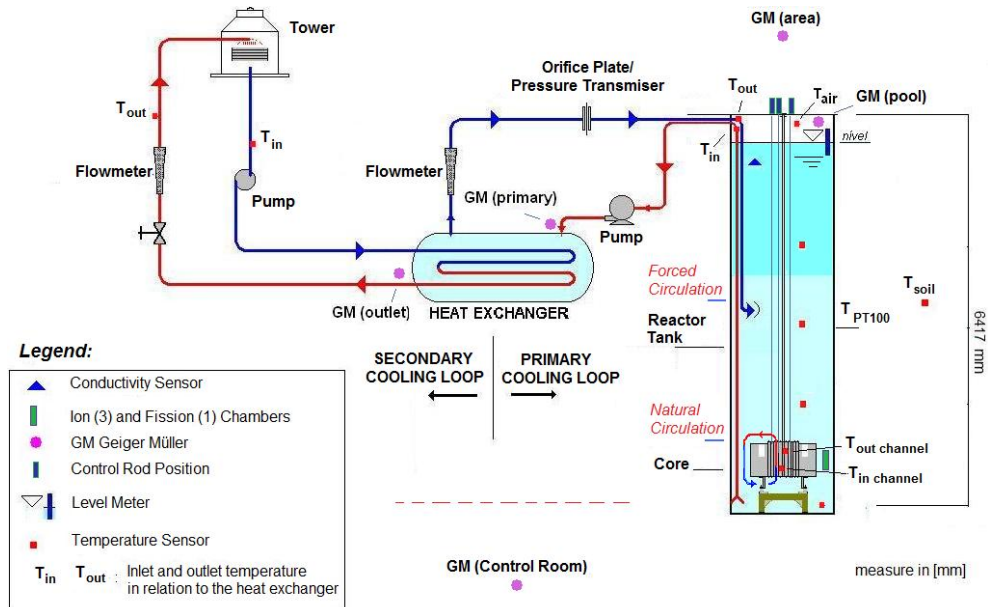 GM (area)
Tower
Orifice Plate/
Pressure Transmiser
Tout
Tair
GM (pool)
nível
Tout
Tin
Tin
Flowmeter
Pump
Flowmeter
GM (primary)
Pump
GM (outlet)
HEAT EXCHANGER
Forced
Circulation
Tsoil
Reactor
Tank
TPT100
6417 mm
SECONDARY
COOLING LOOP
PRIMARY
COOLING LOOP
Natural
Circulation
Core
Tout channel
Tin channel
Legend:
Conductivity Sensor
Ion (3) and Fission (1) Chambers
GM Geiger Müller
Control Rod Position
Level Meter
Temperature Sensor
Tin Tout : Inlet and outlet temperature
in relation to the heat exchanger
GM (Control Room)
measure in [mm]